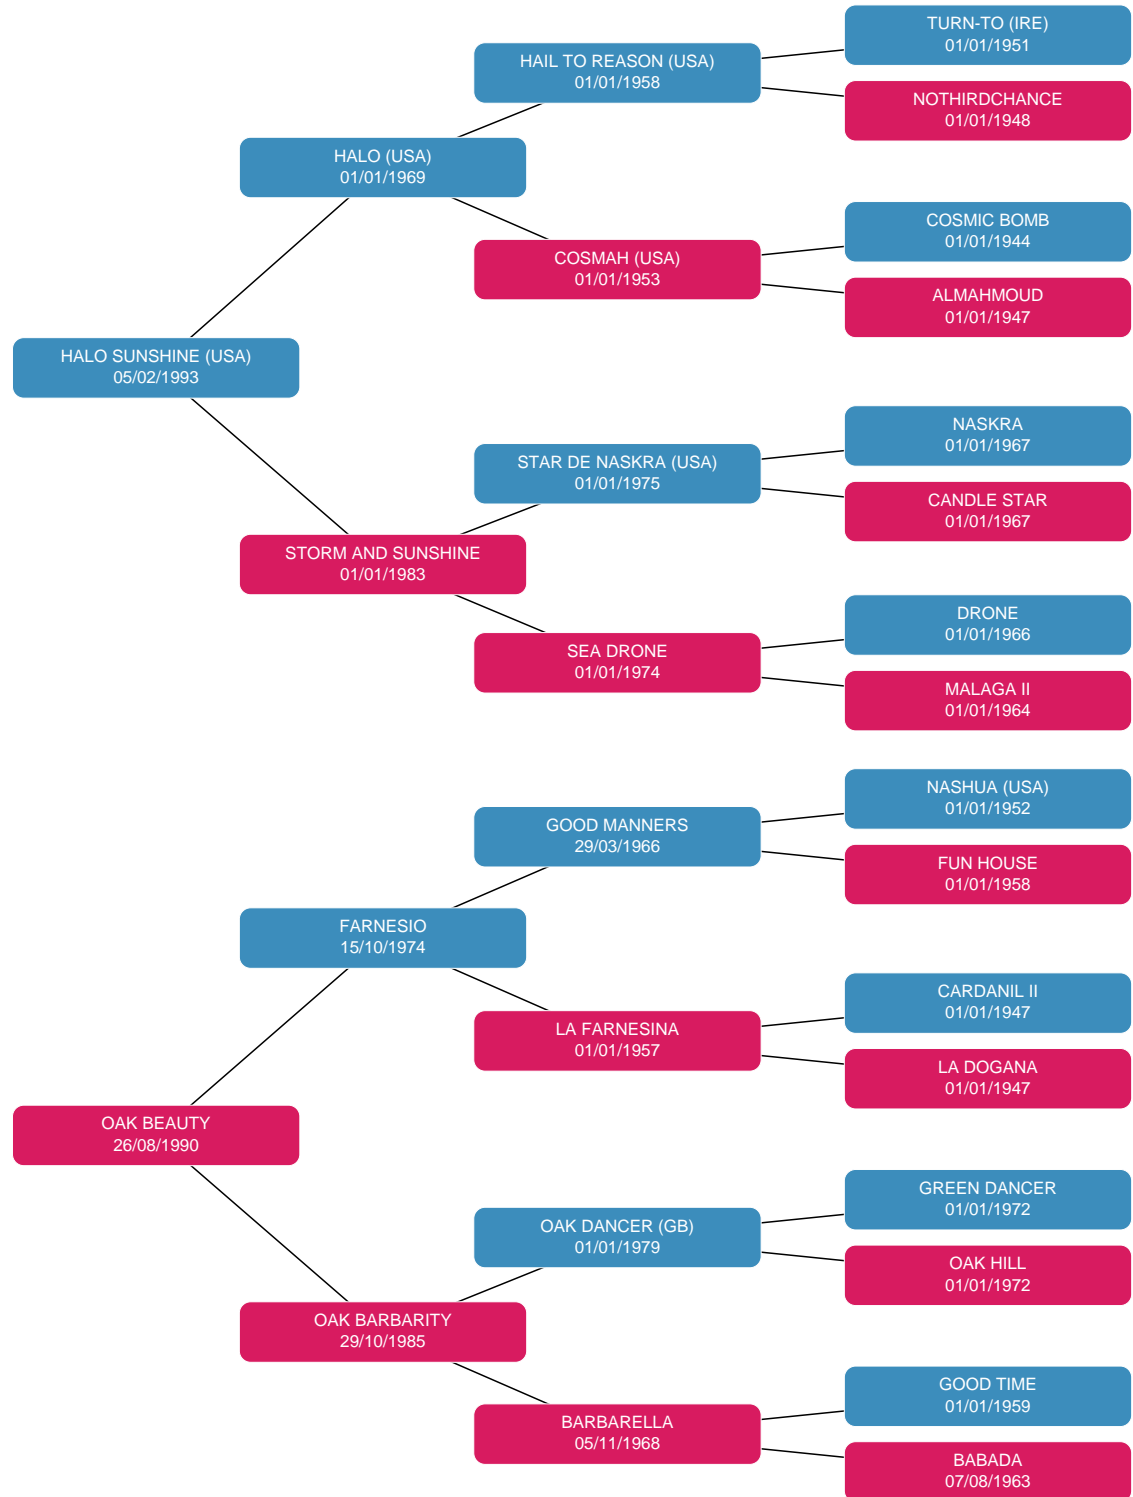 TURN-TO (IRE)
01/01/1951
HAIL TO REASON (USA)
01/01/1958
NOTHIRDCHANCE
01/01/1948
HALO (USA)
01/01/1969
COSMIC BOMB
01/01/1944
COSMAH (USA)
01/01/1953
ALMAHMOUD
01/01/1947
HALO SUNSHINE (USA)
05/02/1993
NASKRA
01/01/1967
STAR DE NASKRA (USA)
01/01/1975
CANDLE STAR
01/01/1967
STORM AND SUNSHINE
01/01/1983
DRONE
01/01/1966
SEA DRONE
01/01/1974
MALAGA II
01/01/1964
NASHUA (USA)
01/01/1952
GOOD MANNERS
29/03/1966
FUN HOUSE
01/01/1958
FARNESIO
15/10/1974
CARDANIL II
01/01/1947
LA FARNESINA
01/01/1957
LA DOGANA
01/01/1947
OAK BEAUTY
26/08/1990
GREEN DANCER
01/01/1972
OAK DANCER (GB)
01/01/1979
OAK HILL
01/01/1972
OAK BARBARITY
29/10/1985
GOOD TIME
01/01/1959
BARBARELLA
05/11/1968
BABADA
07/08/1963